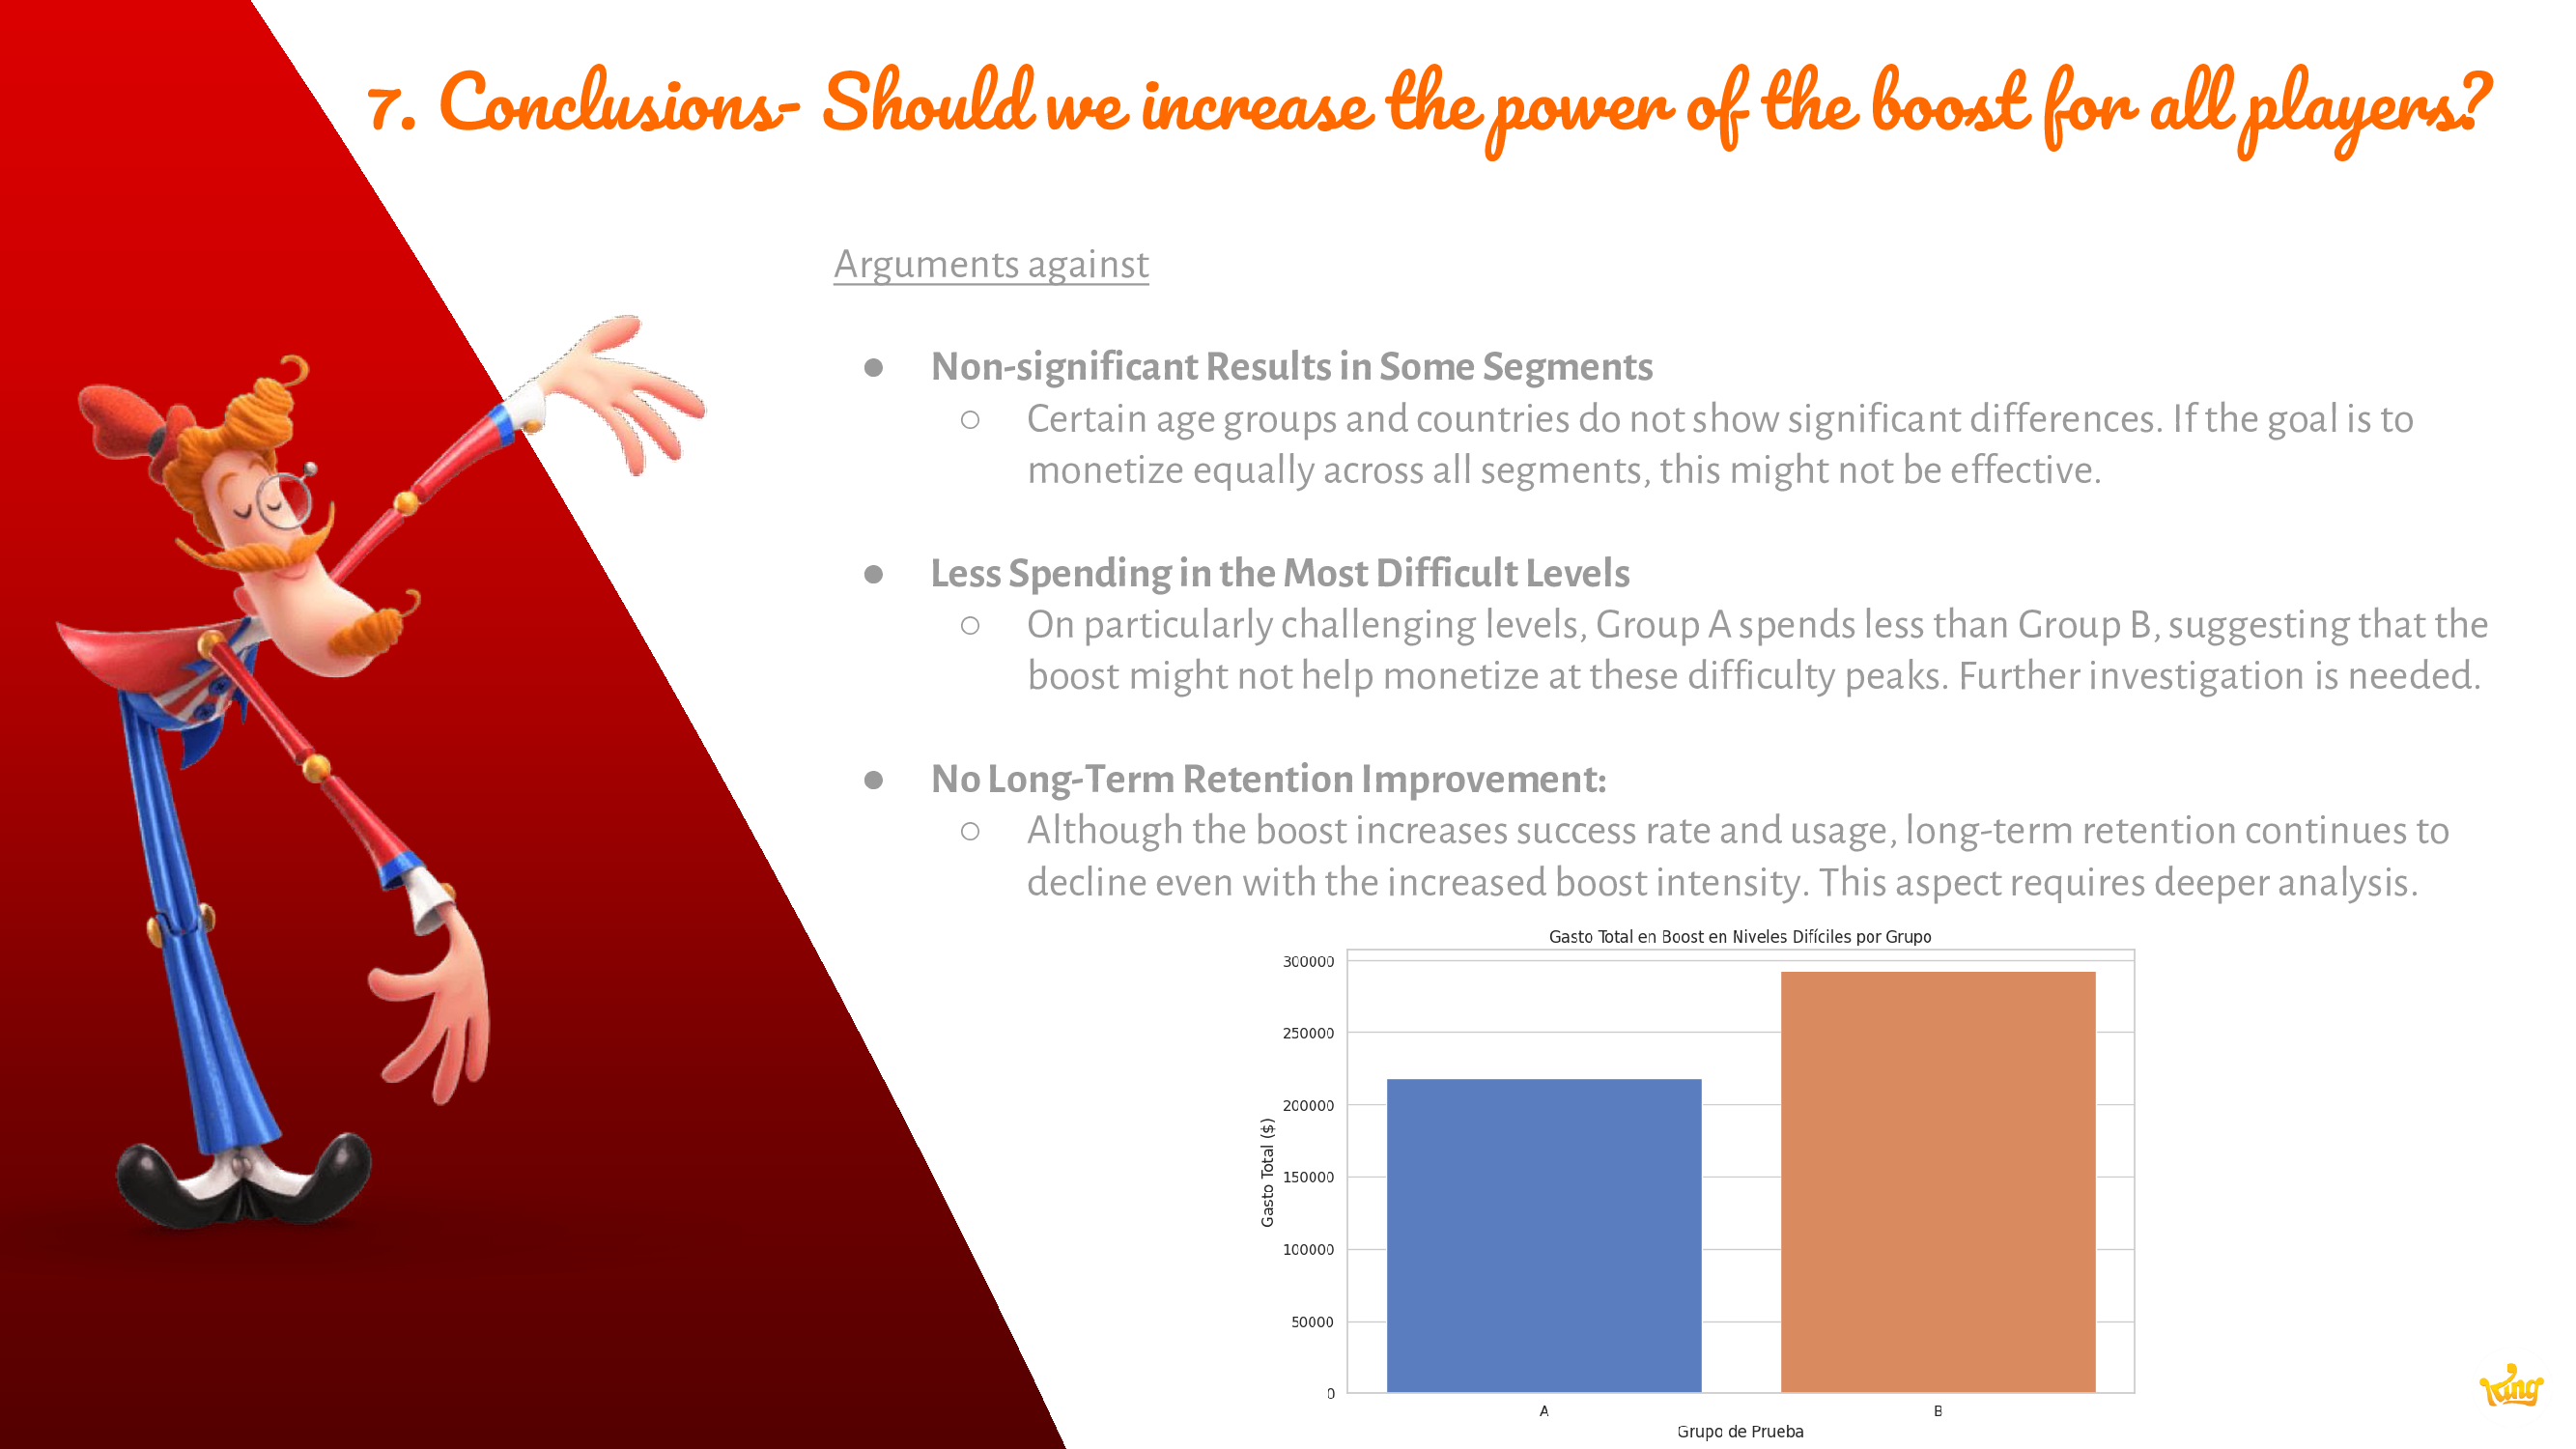 7. Conclusions- Should we increase the power of the boost for all players?
Arguments against
● Non-significant Results in Some Segments
○ Certain age groups and countries do not show significant differences. If the goal is to
monetize equally across all segments, this might not be effective.
● Less Spending in the Most Difficult Levels
○ On particularly challenging levels, Group A spends less than Group B, suggesting that the
boost might not help monetize at these difficulty peaks. Further investigation is needed.
● No Long-Term Retention Improvement:
○ Although the boost increases success rate and usage, long-term retention continues to
decline even with the increased boost intensity. This aspect requires deeper analysis.
Gasto Total en Boost en Niveles Difíciles por Grupo
300000
250000
200000
150000
100000
50000
0
Gasto Total ($)
A B
Grupo de Prueba
King